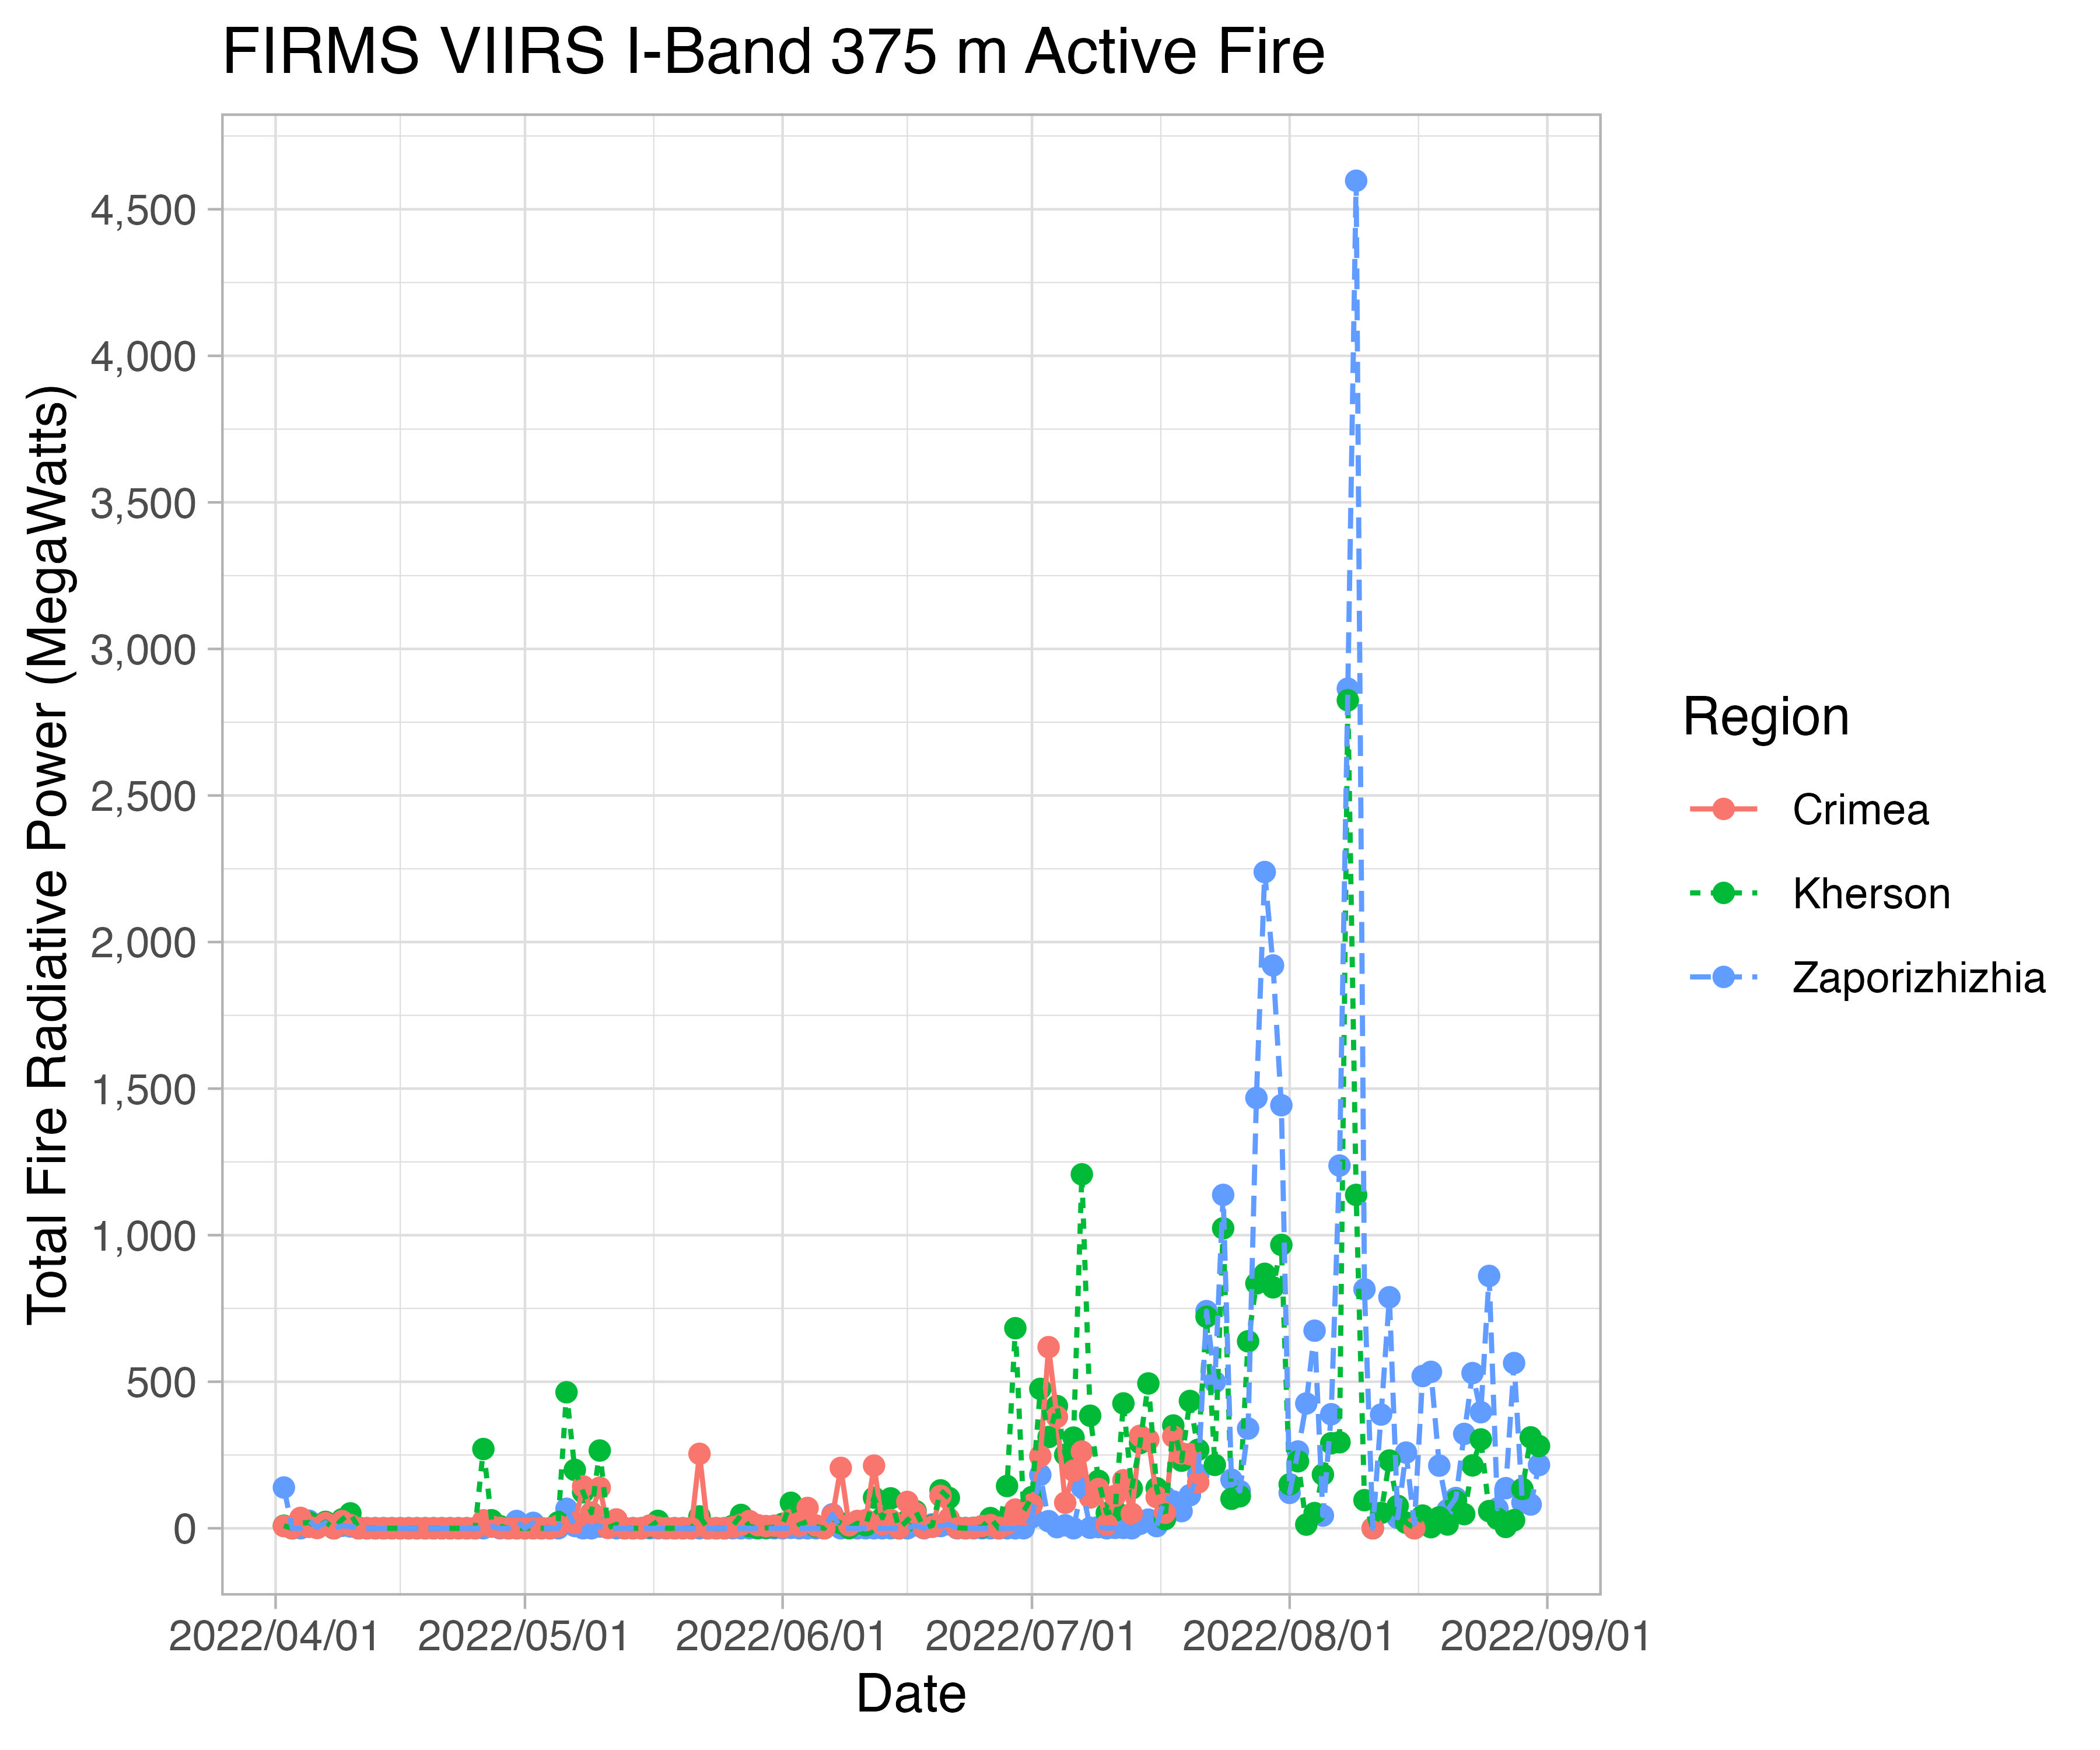 FIRMS VIIRS I-Band 375 m Active Fire
Total Fire Radiative Power (MegaWatts)
4,500
4,000
3,500
3,000
2,500
2,000
1,500
1,000
500
0
2022/04/01
2022/05/01
2022/06/01
2022/07/01
2022/08/01
2022/09/01
Date
Region
Crimea
Kherson
Zaporizhizhia